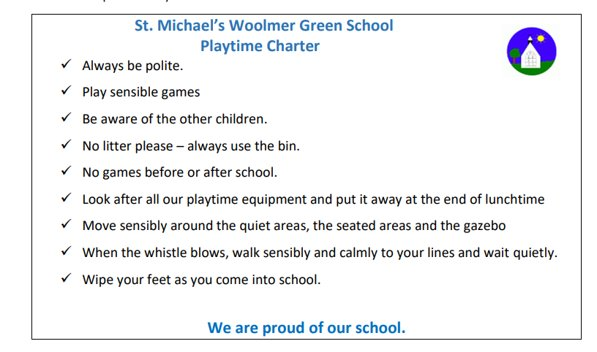 St. Michael's Woolmer Green School
Playtime Charter
✓ Always be polite.
✓ Play sensible games
✓ Be aware of the other children.
✓ No litter please – always use the bin.
✓ No games before or after school.
✓ Look after all our playtime equipment and put it away at the end of lunchtime
✓ Move sensibly around the quiet areas, the seated areas and the gazebo
✓ When the whistle blows, walk sensibly and calmly to your lines and wait quietly.
✓ Wipe your feet as you come into school.
We are proud of our school.